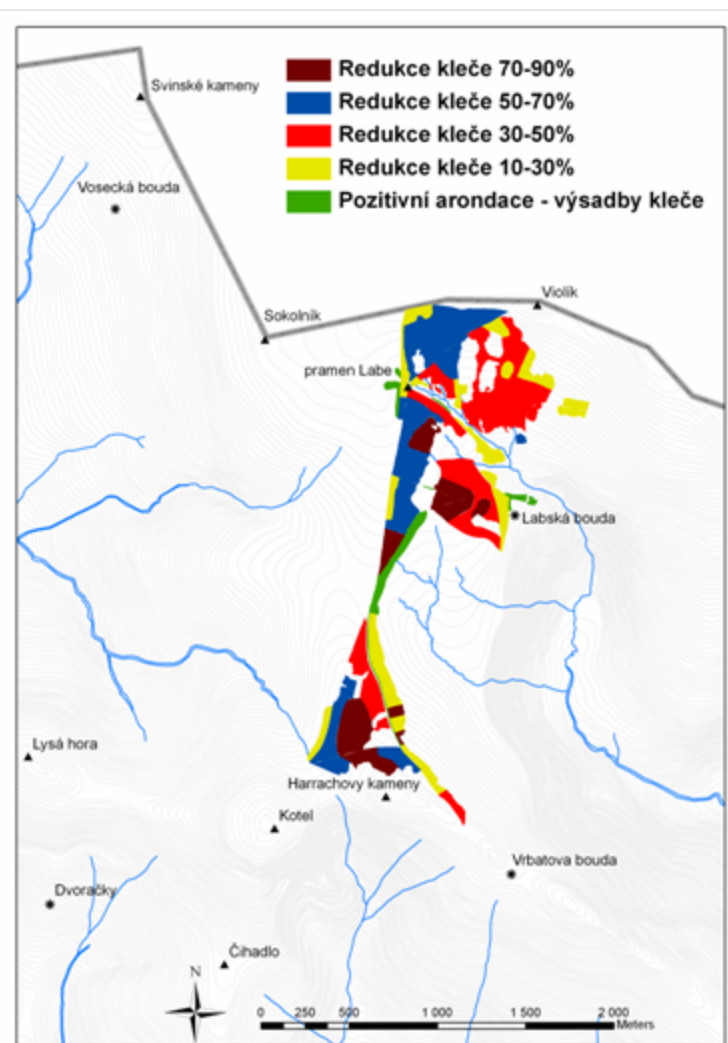 Redukce kleče 70-90%
Redukce kleče 50-70%
Redukce kleče 30-50%
Redukce kleče 10-30%
Pozitivní arondace - výsadby kleče
Svinské kameny
Vosecká bouda
Violík
Sokolník
pramen Labe
Labská bouda
Lysá hora
Harrachovy kameny
Kotel
Vrbatova bouda
Dvoračky
Čihadlo
N
0 250 500 1 000 1 500 2 000
Meters